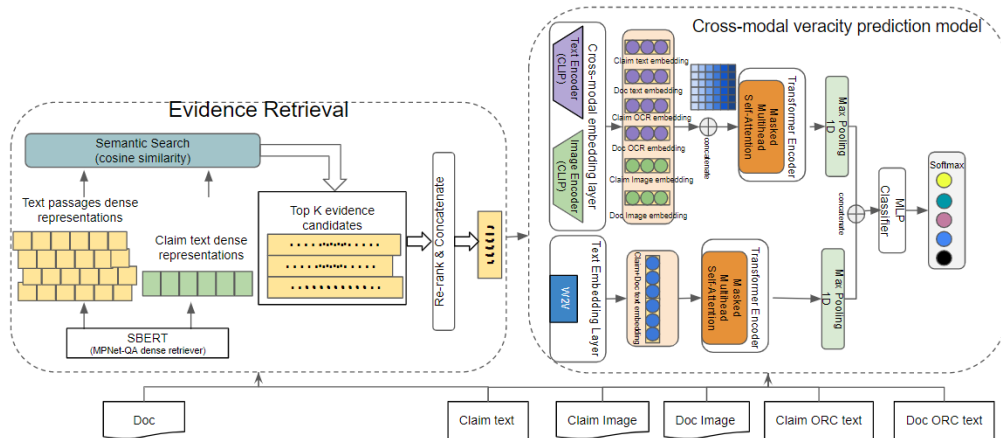 Cross-modal veracity prediction model
Evidence Retrieval
Semantic Search
(cosine similarity)
Text passages dense
representations
Claim text dense
representations
SBERT
(MPNet-QA dense retriever)
Top K evidence
candidates
Re-rank & Concatenate
Text Encoder
(CLIP)
Image Encoder
(CLIP)
Cross-modal embedding layer
Claim text embedding
Doc text embedding
Claim OCR embedding
Doc OCR embedding
Claim Image embedding
Doc Image embedding
concatenate
Masked
Multihead
Self-Attention
Transformer Encoder
Max Pooling
1D
W2V
Text Embedding Layer
Claim+Doc text embedding
Masked
Multihead
Self-Attention
Transformer Encoder
Max Pooling
1D
concatenate
MLP
Classifier
Softmax
Doc
Claim text
Claim Image
Doc Image
Claim ORC text
Doc ORC text